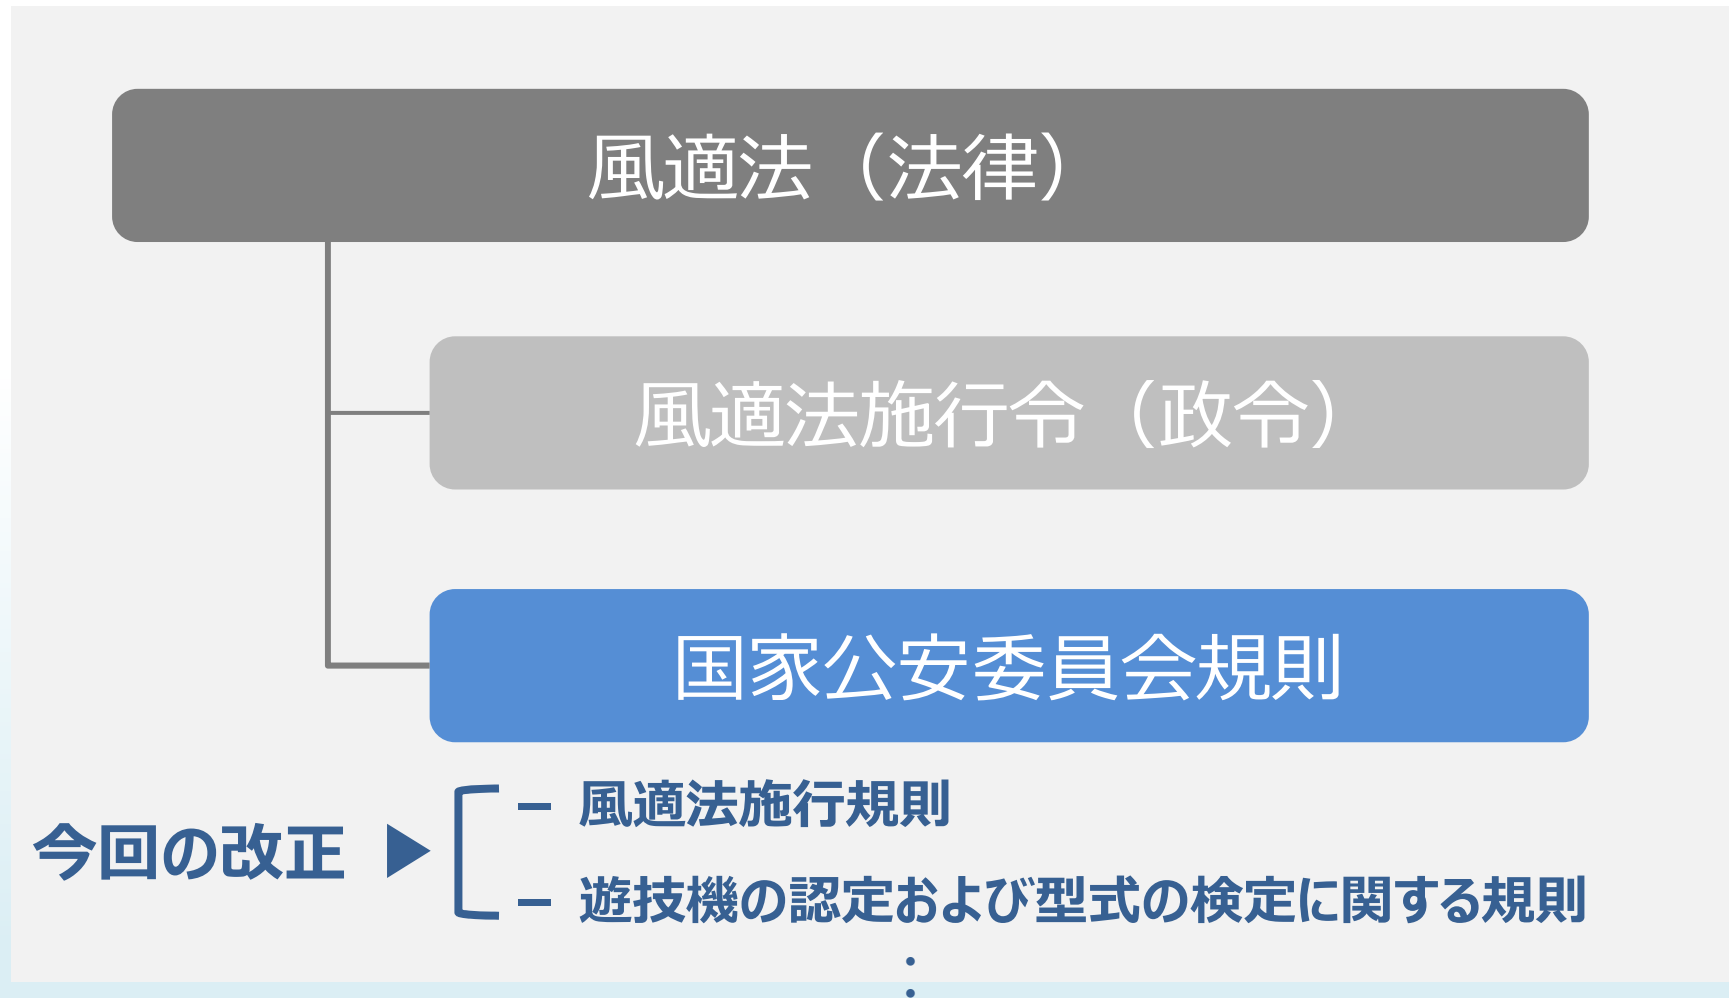 風適法（法律）
風適法施行令（政令）
国家公安委員会規則
今回の改正 ▶
– 風適法施行規則
– 遊技機の認定および型式の検定に関する規則